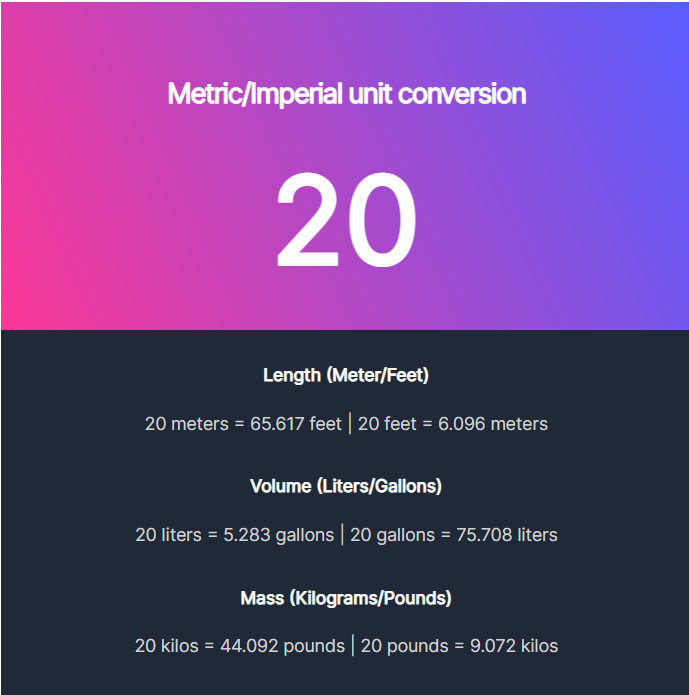 Metric/Imperial unit conversion
20
Length (Meter/Feet)
20 meters = 65.617 feet | 20 feet = 6.096 meters
Volume (Liters/Gallons)
20 liters = 5.283 gallons | 20 gallons = 75.708 liters
Mass (Kilograms/Pounds)
20 kilos = 44.092 pounds | 20 pounds = 9.072 kilos